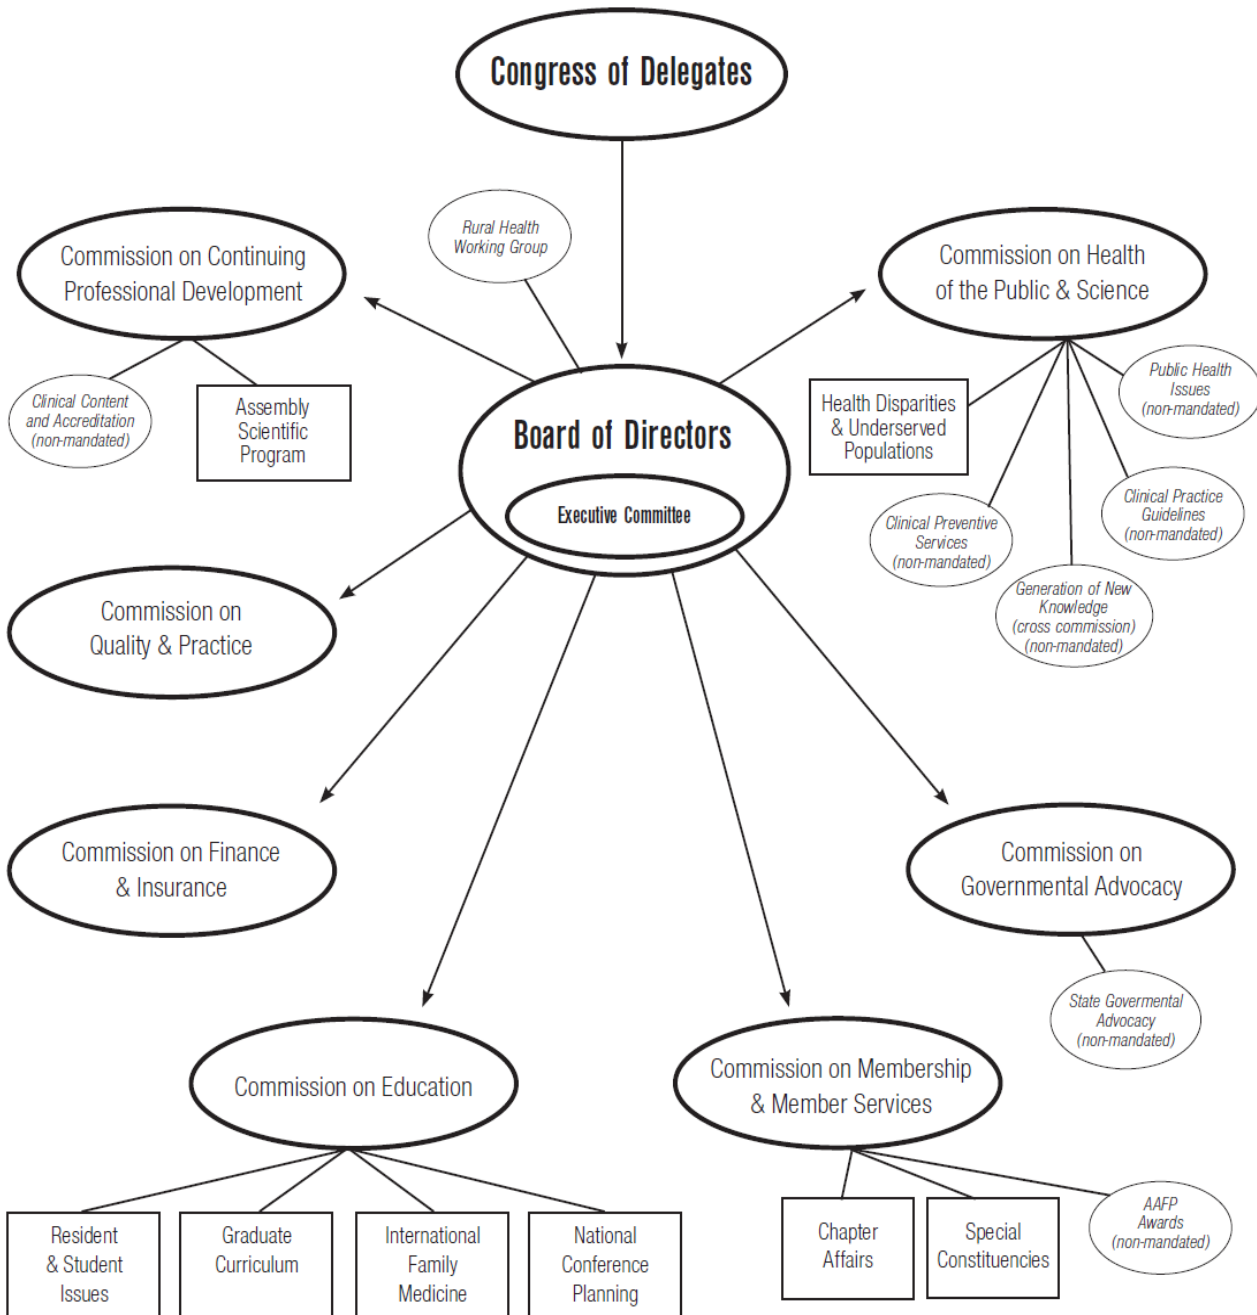 Congress of Delegates
Rural Health
Working Group
Commission on Continuing
Professional Development
Commission on Health
of the Public & Science
Clinical Content
and Accreditation
(non-mandated)
Assembly
Scientific
Program
Board of Directors
Executive Committee
Health Disparities
& Underserved
Populations
Public Health
Issues
(non-mandated)
Clinical Preventive
Services
(non-mandated)
Clinical Practice
Guidelines
(non-mandated)
Generation of New
Knowledge
(cross commission)
(non-mandated)
Commission on
Quality & Practice
Commission on Finance
& Insurance
Commission on
Governmental Advocacy
State Govermental
Advocacy
(non-mandated)
Commission on Education
Commission on Membership
& Member Services
Resident
& Student
Issues
Graduate
Curriculum
International
Family
Medicine
National
Conference
Planning
Chapter
Affairs
Special
Constituencies
AAFP
Awards
(non-mandated)